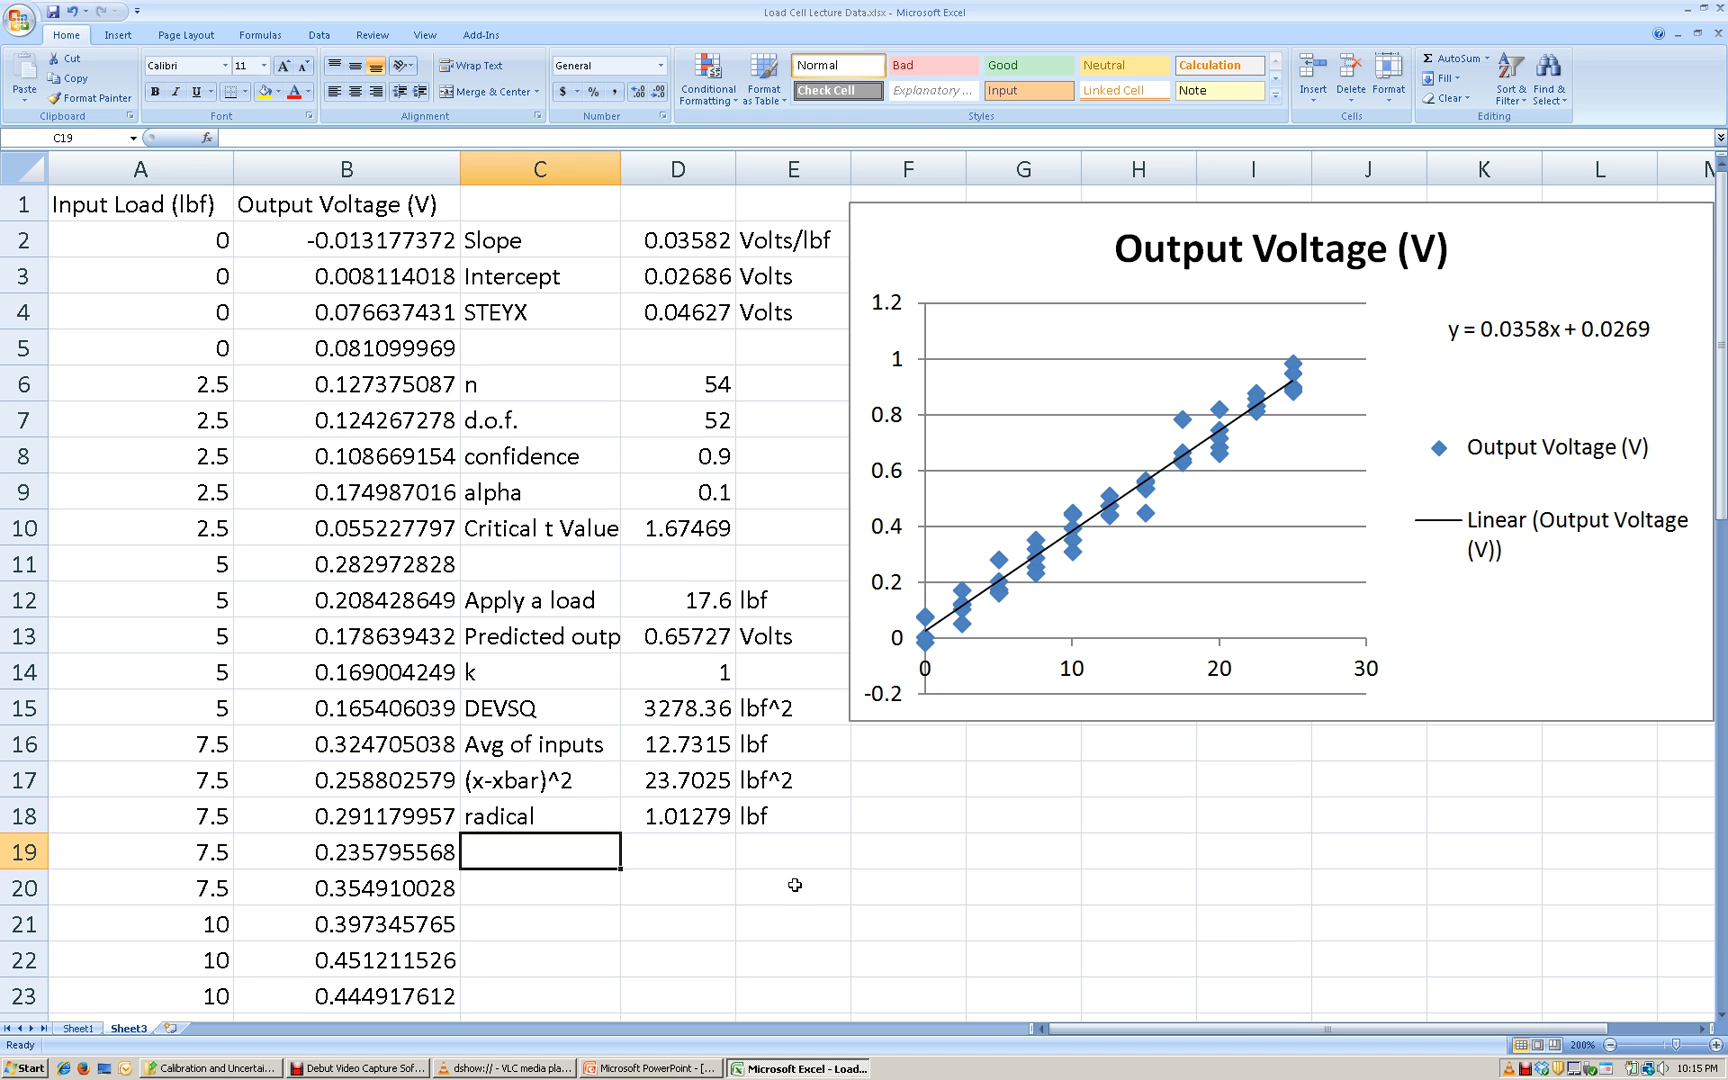 Load Cell Lecture Data.xlsx - Microsoft Excel
Home Insert Page Layout Formulas Data Review View Add-Ins
Paste Cut Copy Format Painter Clipboard
Calibri 11 B I U Font
Wrap Text Merge & Center Alignment
General $ % , Number
Conditional Formatting Format as Table
Normal Bad Good Neutral Calculation
Check Cell Explanatory ... Input Linked Cell Note
Styles
Insert Delete Format Cells
Σ AutoSum Fill Clear Sort & Filter Find & Select Editing
C19 fx
A B C D E F G H I J K L M
1 Input Load (lbf) Output Voltage (V)
2 0 -0.013177372 Slope 0.03582 Volts/lbf
3 0 0.008114018 Intercept 0.02686 Volts
4 0 0.076637431 STEYX 0.04627 Volts
5 0 0.081099969
6 2.5 0.127375087 n 54
7 2.5 0.124267278 d.o.f. 52
8 2.5 0.108669154 confidence 0.9
9 2.5 0.174987016 alpha 0.1
10 2.5 0.055227797 Critical t Value 1.67469
11 5 0.282972828
12 5 0.208428649 Apply a load 17.6 lbf
13 5 0.178639432 Predicted outp 0.65727 Volts
14 5 0.169004249 k 1
15 5 0.165406039 DEVSQ 3278.36 lbf^2
16 7.5 0.324705038 Avg of inputs 12.7315 lbf
17 7.5 0.258802579 (x-xbar)^2 23.7025 lbf^2
18 7.5 0.291179957 radical 1.01279 lbf
19 7.5 0.235795568
20 7.5 0.354910028
21 10 0.397345765
22 10 0.451211526
23 10 0.444917612
Output Voltage (V)
1.2
1
0.8
0.6
0.4
0.2
0
-0.2
0 10 20 30
y = 0.0358x + 0.0269
Output Voltage (V)
Linear (Output Voltage
(V))
Sheet1 Sheet3
Ready 200%
Start Calibration and Uncertai... Debut Video Capture Sof... dshow:// - VLC media pla... Microsoft PowerPoint - [... Microsoft Excel - Load... 10:15 PM